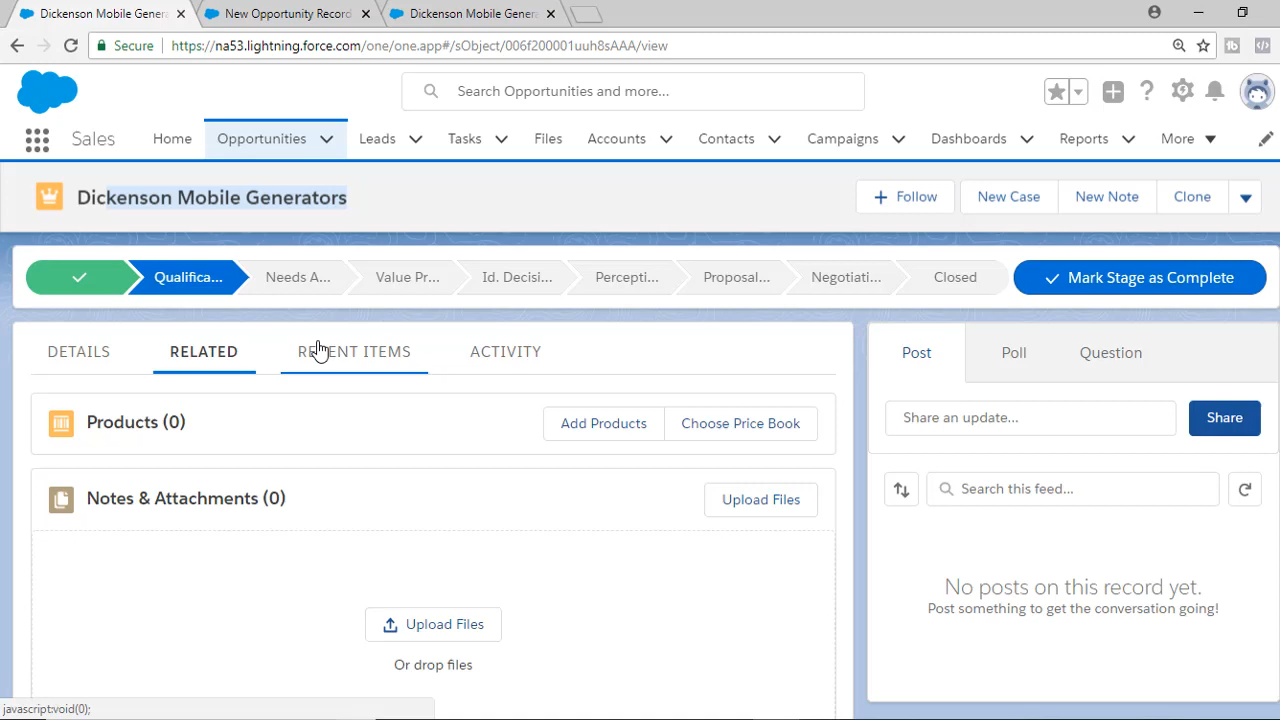 Dickenson Mobile Genera
New Opportunity Record
Dickenson Mobile Genera
Secure
https://na53.lightning.force.com/one/one.app#/sObject/006f200001uuh8sAAA/view
Search Opportunities and more...
Sales
Home
Opportunities
Leads
Tasks
Files
Accounts
Contacts
Campaigns
Dashboards
Reports
More
Dickenson Mobile Generators
+ Follow
New Case
New Note
Clone
Qualifica...
Needs A...
Value Pr...
Id. Decisi...
Percepti...
Proposal...
Negotiati...
Closed
Mark Stage as Complete
DETAILS
RELATED
RECENT ITEMS
ACTIVITY
Post
Poll
Question
Products (0)
Add Products
Choose Price Book
Share an update...
Share
Notes & Attachments (0)
Upload Files
Search this feed...
Upload Files
Or drop files
No posts on this record yet.
Post something to get the conversation going!
javascript:void(0);